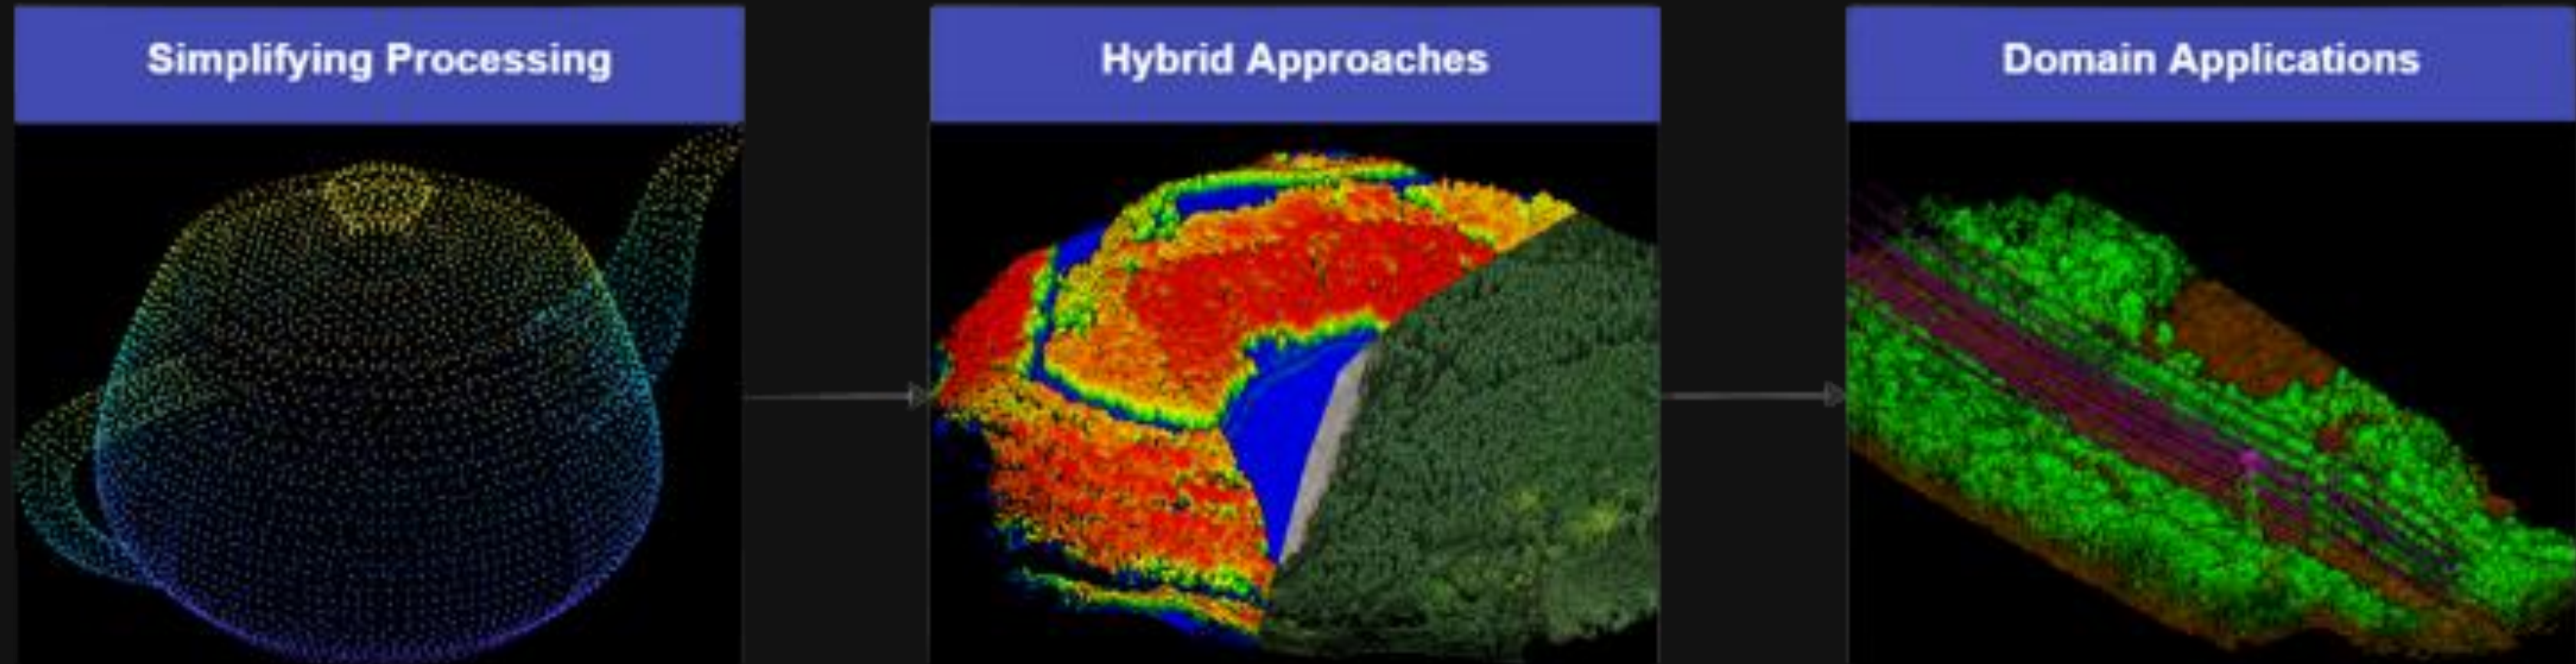 Simplifying Processing
Hybrid Approaches
Domain Applications